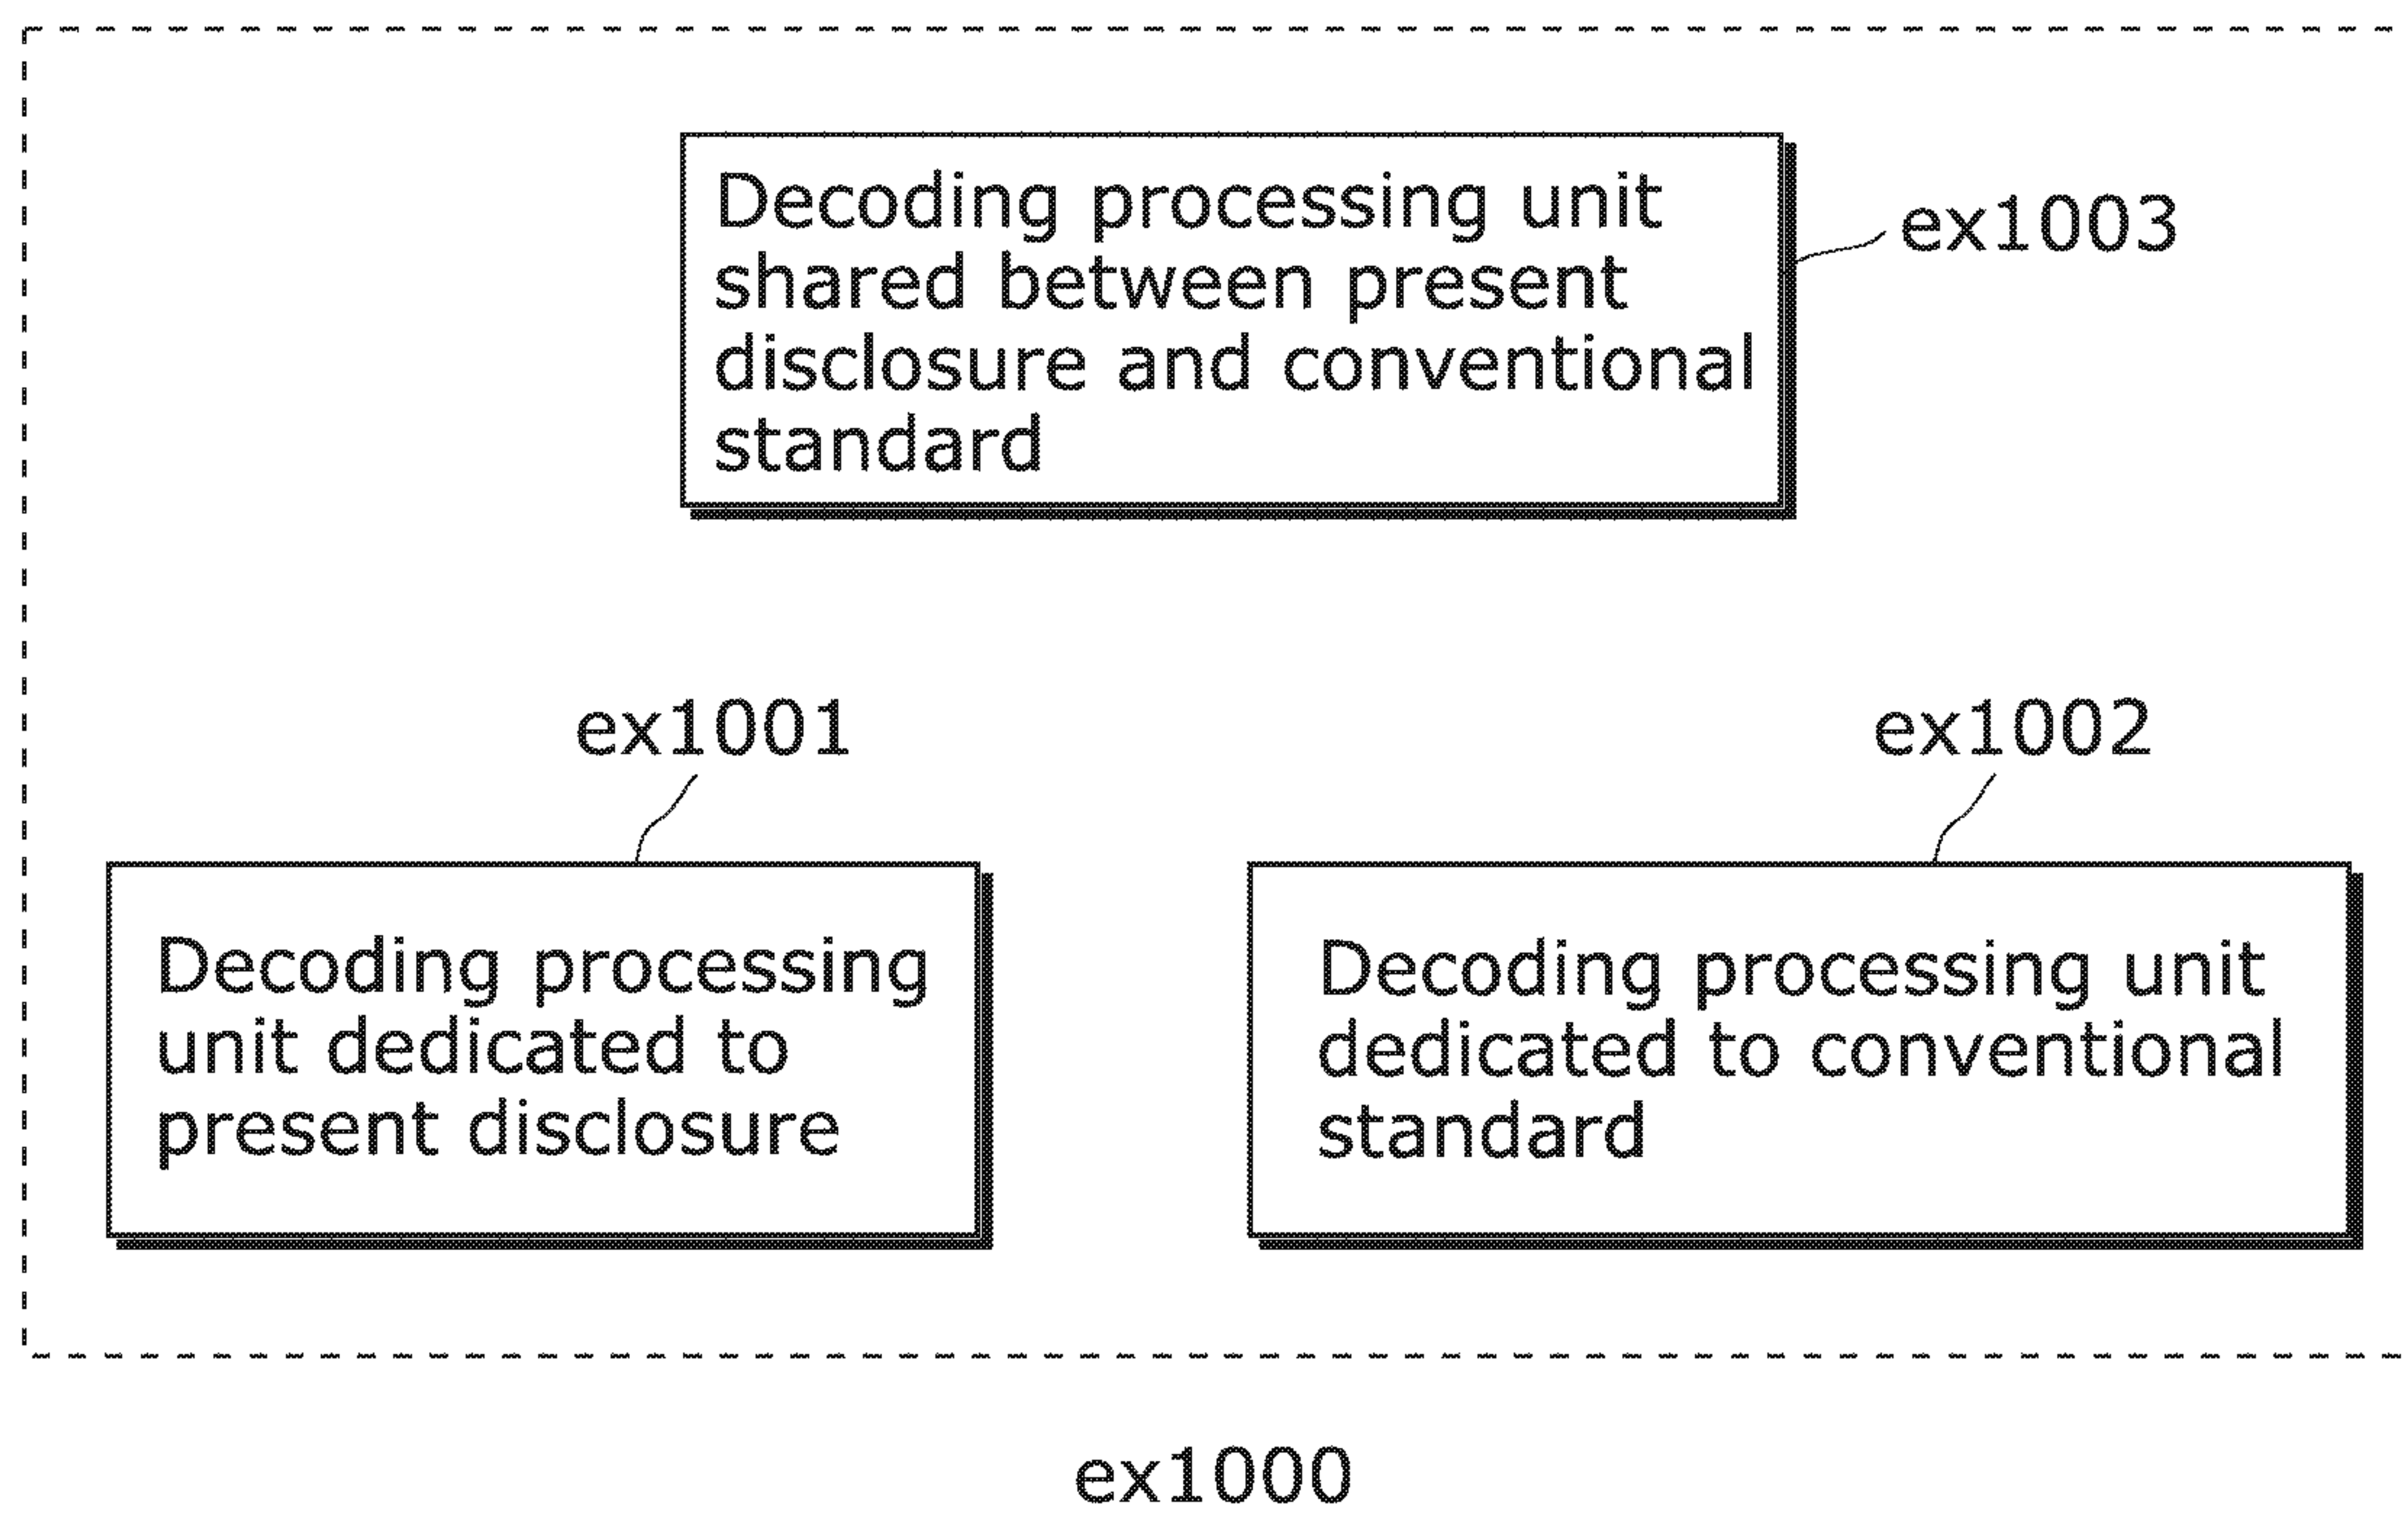 Decoding processing unit
shared between present
disclosure and conventional
standard
ex1003
ex1001
ex1002
Decoding processing
unit dedicated to
present disclosure
Decoding processing unit
dedicated to conventional
standard
ex1000